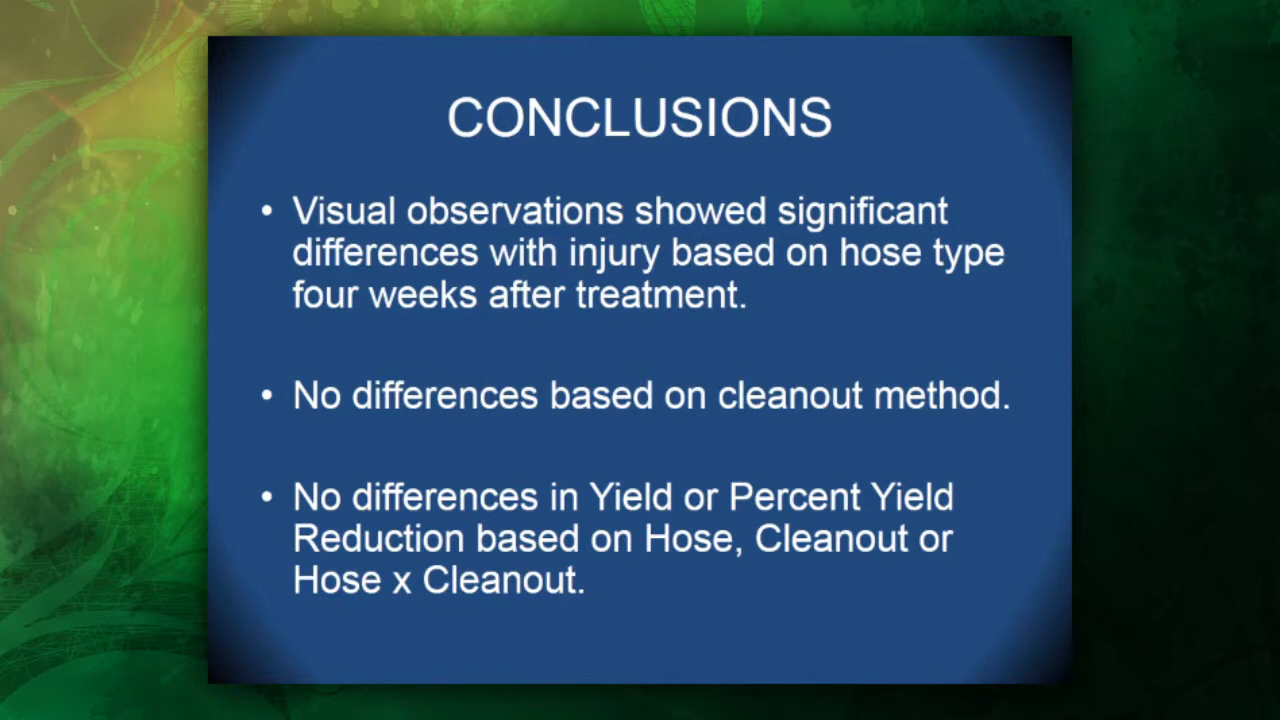 CONCLUSIONS
• Visual observations showed significant
differences with injury based on hose type
four weeks after treatment.
• No differences based on cleanout method.
• No differences in Yield or Percent Yield
Reduction based on Hose, Cleanout or
Hose x Cleanout.